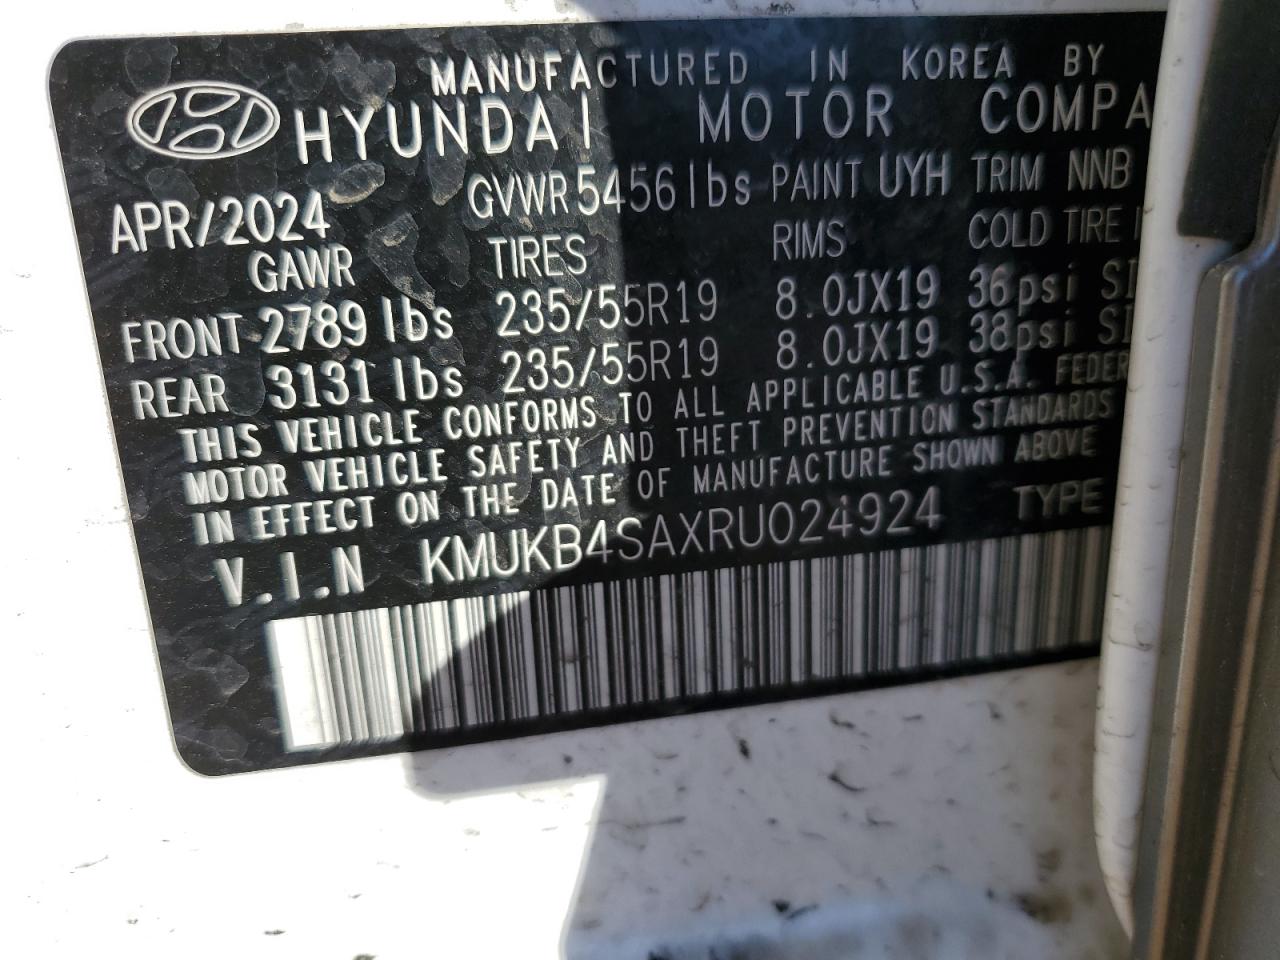 MANUFACTURED IN KOREA BY
HYUNDAI MOTOR COMPA
APR/2024 GVWR 5456 lbs PAINT UYH TRIM NNB
GAWR TIRES RIMS COLD TIRE
FRONT 2789 lbs 235/55R19 8.0JX19 36psi SI
REAR 3131 lbs 235/55R19 8.0JX19 38psi SI
THIS VEHICLE CONFORMS TO ALL APPLICABLE U.S.A. FEDER
MOTOR VEHICLE SAFETY AND THEFT PREVENTION STANDARDS
IN EFFECT ON THE DATE OF MANUFACTURE SHOWN ABOVE
V.I.N KMUKB4SAXRU024924 TYPE